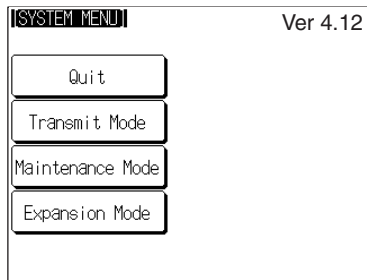 [SYSTEM MENU] Ver 4.12
Quit
Transmit Mode
Maintenance Mode
Expansion Mode